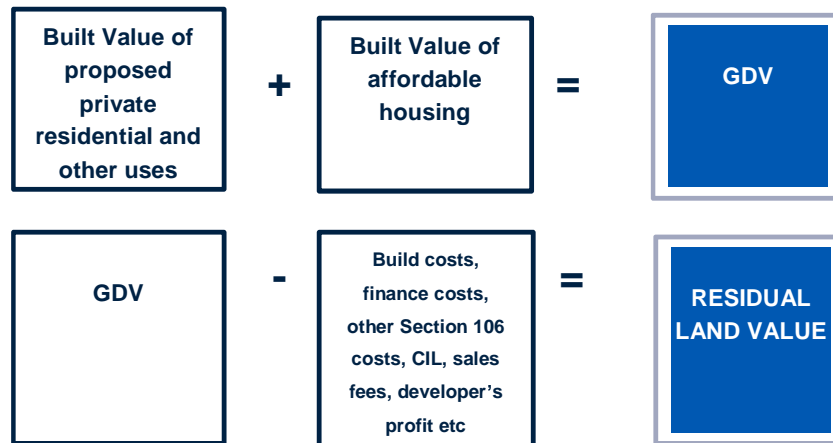 Built Value of
proposed
private
residential and
other uses
+
Built Value of
affordable
housing
=
GDV
GDV
-
Build costs,
finance costs,
other Section 106
costs, CIL, sales
fees, developer’s
profit etc
=
RESIDUAL
LAND VALUE